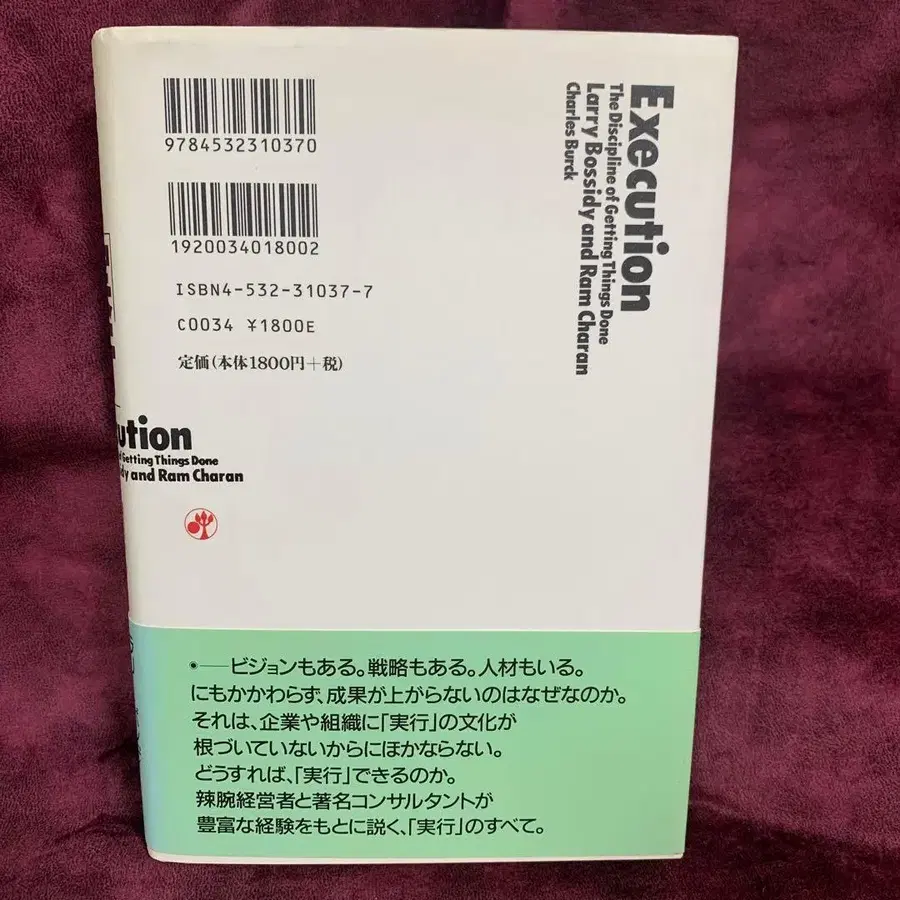 9784532310370
1920034018002
ISBN4-532-31037-7
C0034 ¥1800E
定価(本体1800円+税)
Execution
The Discipline of Getting Things Done
Larry Bossidy and Ram Charan
Charles Burck
ution
Getting Things Done
dy and Ram Charan
●──ビジョンもある。戦略もある。人材もいる。
にもかかわらず、成果が上がらないのはなぜなのか。
それは、企業や組織に「実行」の文化が
根づいていないからにほかならない。
どうすれば、「実行」できるのか。
辣腕経営者と著名コンサルタントが
豊富な経験をもとに説く、「実行」のすべて。